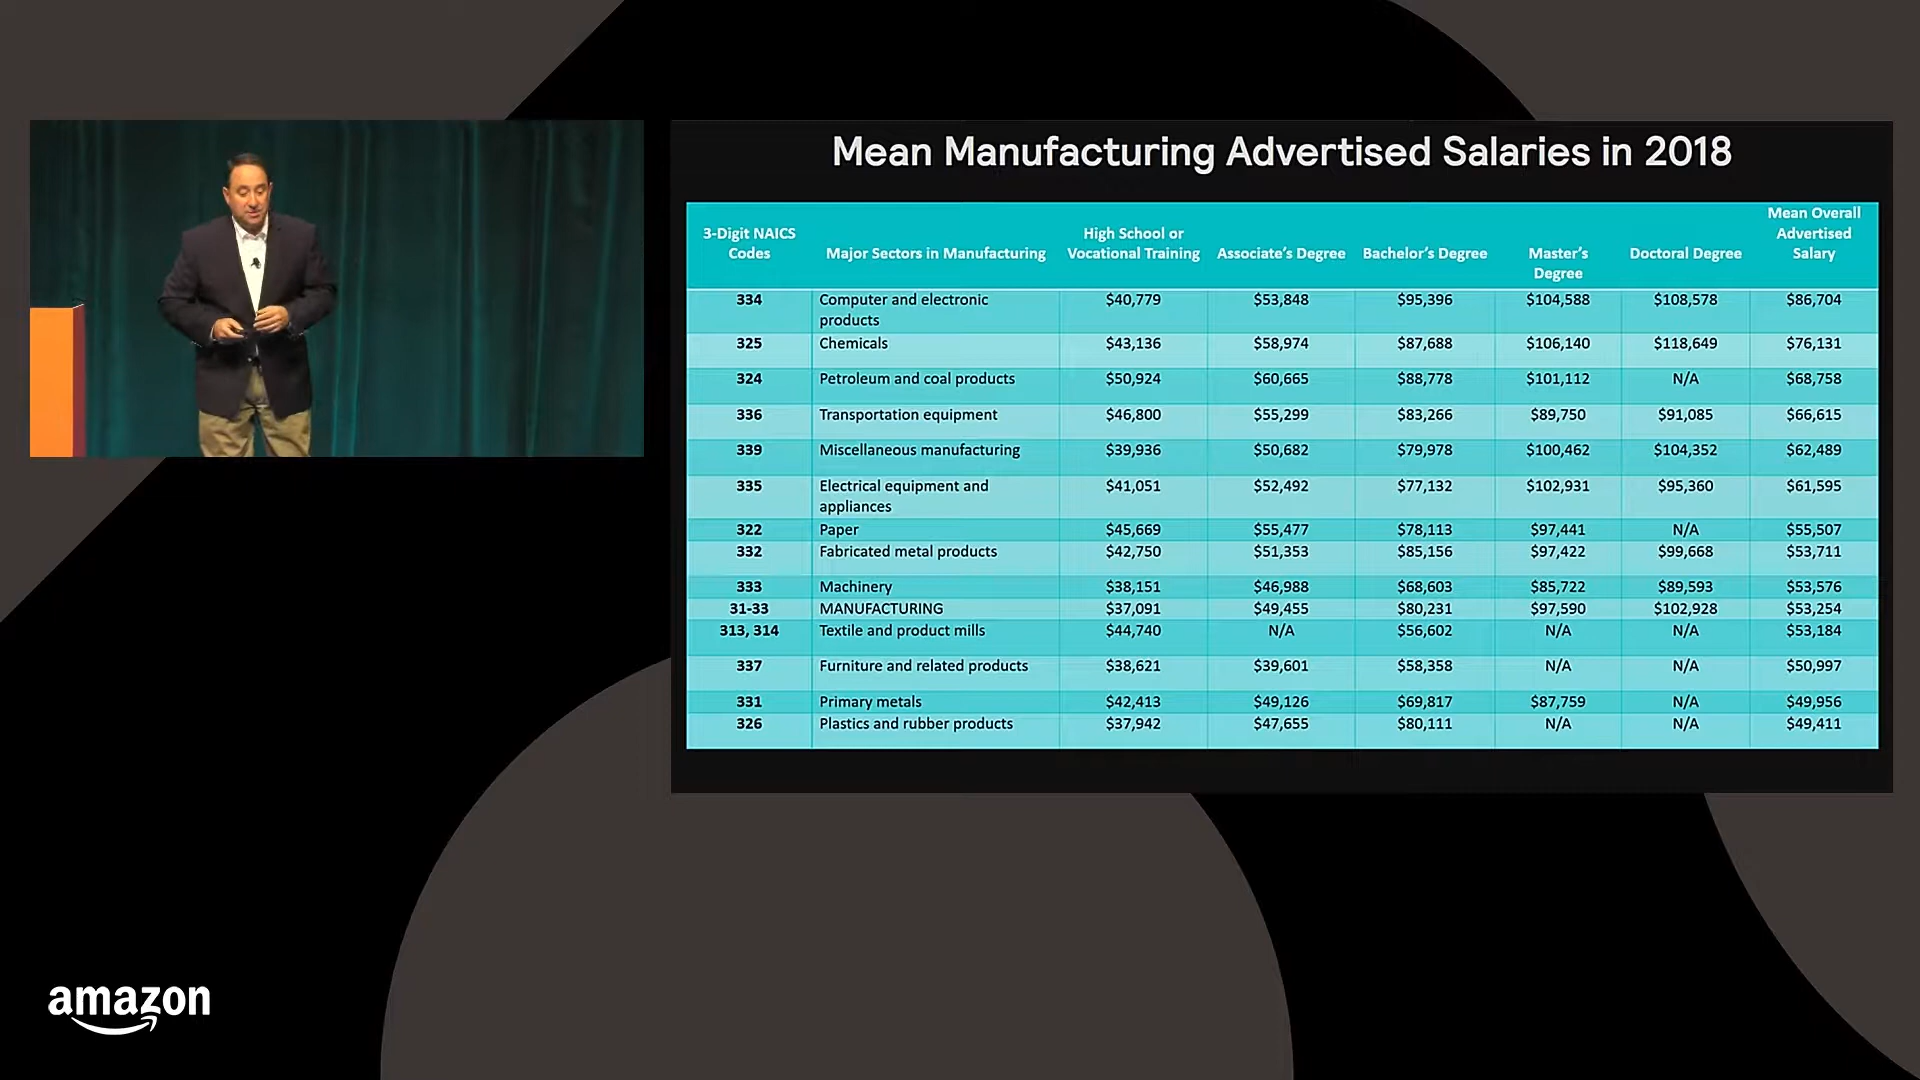 Mean Manufacturing Advertised Salaries in 2018
3-Digit NAICS Codes Major Sectors in Manufacturing High School or Vocational Training Associate's Degree Bachelor's Degree Master's Degree Doctoral Degree Mean Overall Advertised Salary
334 Computer and electronic products $40,779 $53,848 $95,396 $104,588 $108,578 $86,704
325 Chemicals $43,136 $58,974 $87,688 $106,140 $118,649 $76,131
324 Petroleum and coal products $50,924 $60,665 $88,778 $101,112 N/A $68,758
336 Transportation equipment $46,800 $55,299 $83,266 $89,750 $91,085 $66,615
339 Miscellaneous manufacturing $39,936 $50,682 $79,978 $100,462 $104,352 $62,489
335 Electrical equipment and appliances $41,051 $52,492 $77,132 $102,931 $95,360 $61,595
322 Paper $45,669 $55,477 $78,113 $97,441 N/A $55,507
332 Fabricated metal products $42,750 $51,353 $85,156 $97,422 $99,668 $53,711
333 Machinery $38,151 $46,988 $68,603 $85,722 $89,593 $53,576
31-33 MANUFACTURING $37,091 $49,455 $80,231 $97,590 $102,928 $53,254
313, 314 Textile and product mills $44,740 N/A $56,602 N/A N/A $53,184
337 Furniture and related products $38,621 $39,601 $58,358 N/A N/A $50,997
331 Primary metals $42,413 $49,126 $69,817 $87,759 N/A $49,956
326 Plastics and rubber products $37,942 $47,655 $80,111 N/A N/A $49,411
amazon